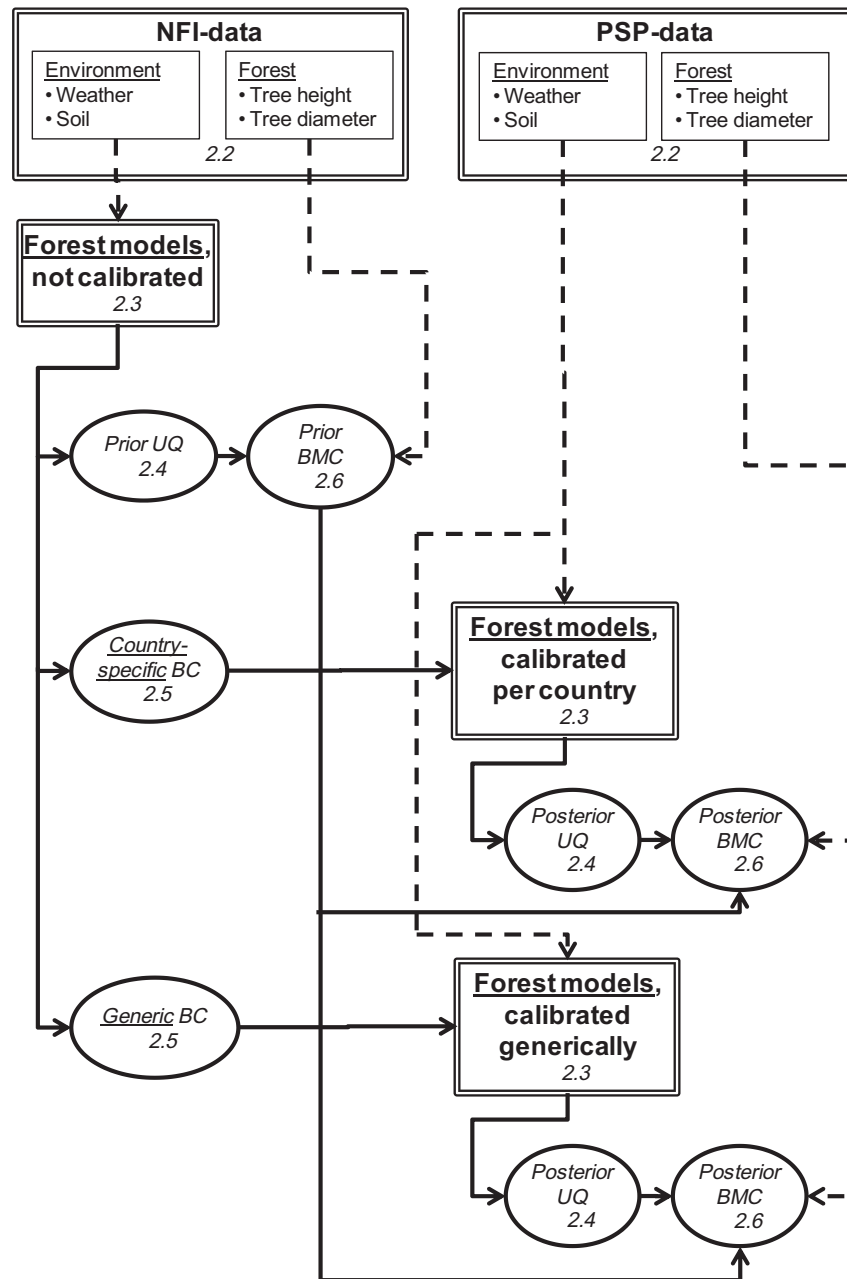 NFI-data
Environment
• Weather
• Soil
Forest
• Tree height
• Tree diameter
2.2
PSP-data
Environment
• Weather
• Soil
Forest
• Tree height
• Tree diameter
2.2
Forest models,
not calibrated
2.3
Prior UQ
2.4
Prior
BMC
2.6
Country-
specific BC
2.5
Forest models,
calibrated
per country
2.3
Posterior
UQ
2.4
Posterior
BMC
2.6
Generic BC
2.5
Forest models,
calibrated
generically
2.3
Posterior
UQ
2.4
Posterior
BMC
2.6